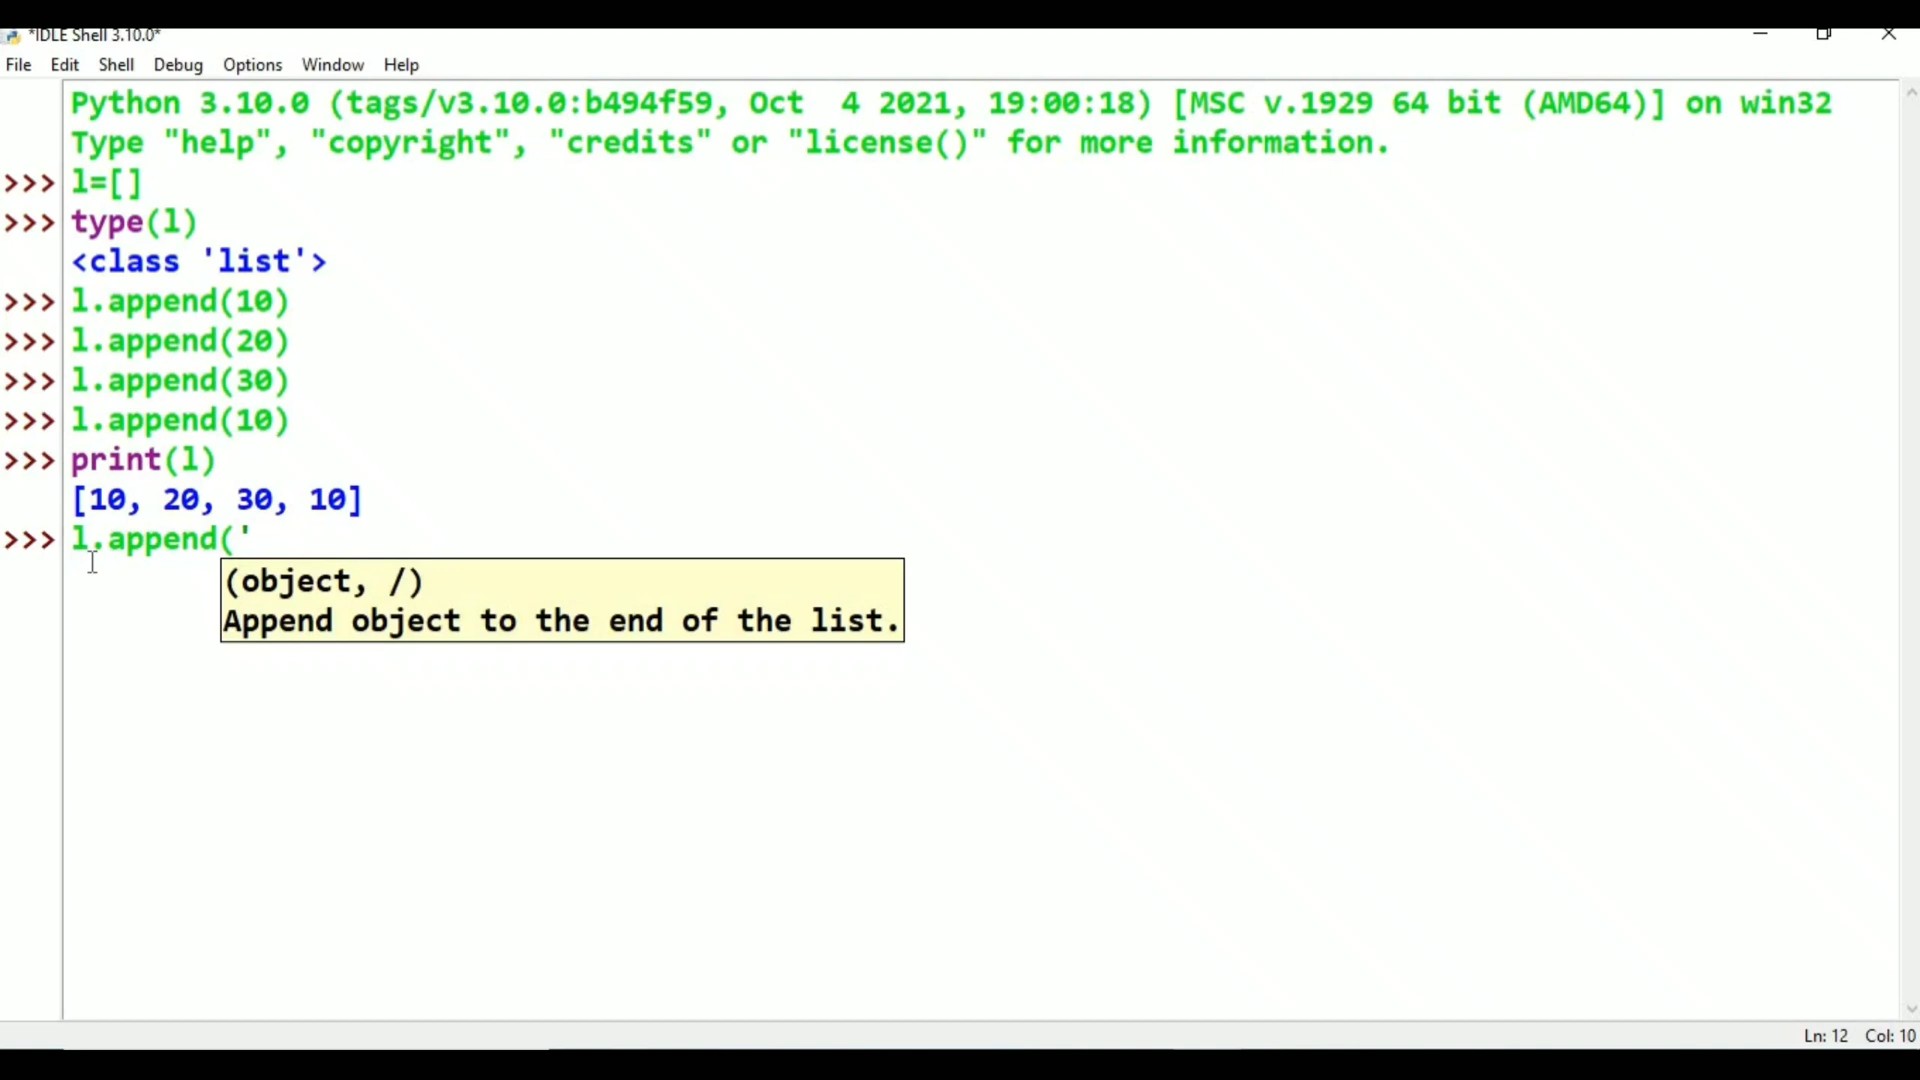 *IDLE Shell 3.10.0*
File Edit Shell Debug Options Window Help
Python 3.10.0 (tags/v3.10.0:b494f59, Oct  4 2021, 19:00:18) [MSC v.1929 64 bit (AMD64)] on win32
Type "help", "copyright", "credits" or "license()" for more information.
>>> l=[]
>>> type(l)
<class 'list'>
>>> l.append(10)
>>> l.append(20)
>>> l.append(30)
>>> l.append(10)
>>> print(l)
[10, 20, 30, 10]
>>> l.append('
(object, /)
Append object to the end of the list.
Ln: 12 Col: 10